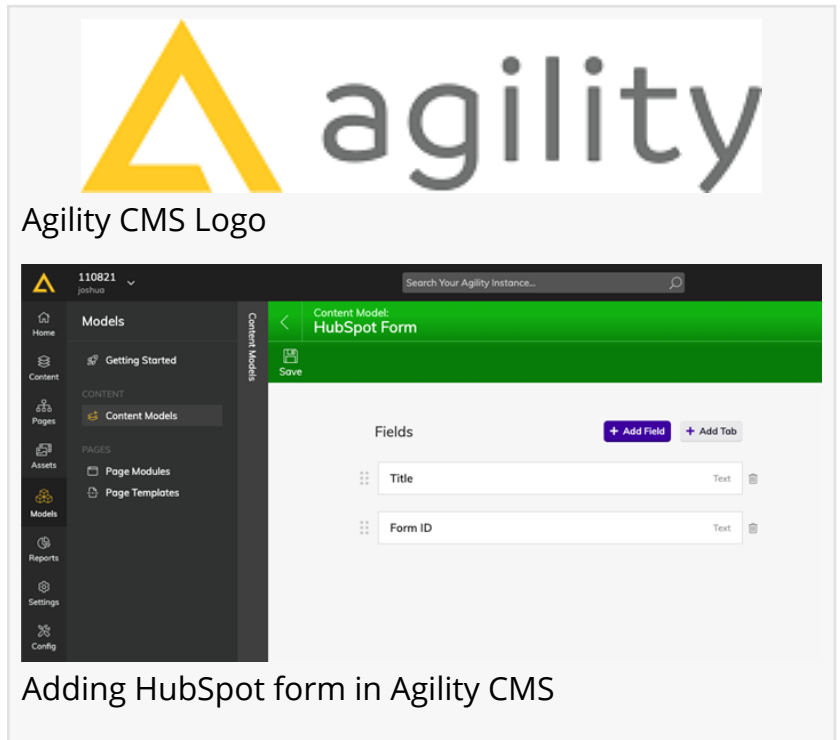 agility
Agility CMS Logo
110821
joshua
Search Your Agility Instance...
Home
Content
Pages
Assets
Models
Reports
Settings
Config
Models
Getting Started
CONTENT
Content Models
PAGES
Page Modules
Page Templates
Content Models
Content Model:
HubSpot Form
Save
Fields
+ Add Field
+ Add Tab
Title Text
Form ID Text
Adding HubSpot form in Agility CMS